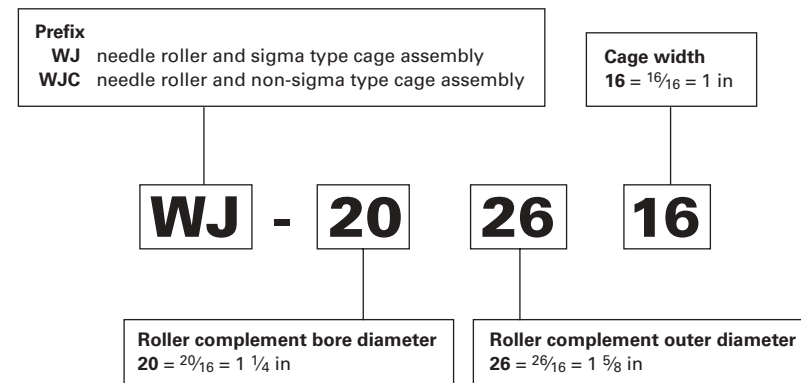 Prefix
WJ needle roller and sigma type cage assembly
WJC needle roller and non-sigma type cage assembly
Cage width
16 = 16/16 = 1 in
WJ - 20 26 16
Roller complement bore diameter
20 = 20/16 = 1 1/4 in
Roller complement outer diameter
26 = 26/16 = 1 5/8 in